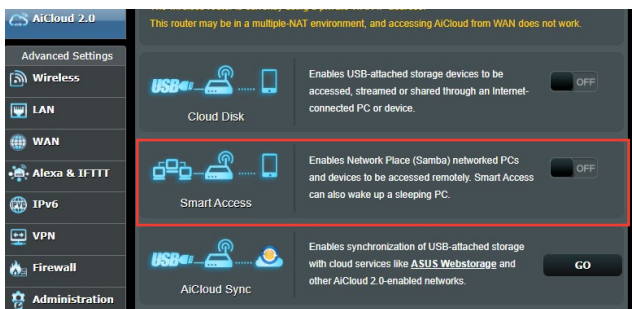 AiCloud 2.0
This router may be in a multiple-NAT environment, and accessing AiCloud from WAN does not work.
Advanced Settings
Wireless
LAN
WAN
Alexa & IFTTT
IPv6
VPN
Firewall
Administration
USB
Cloud Disk
Enables USB-attached storage devices to be
accessed, streamed or shared through an Internet-
connected PC or device.
OFF
Smart Access
Enables Network Place (Samba) networked PCs
and devices to be accessed remotely. Smart Access
can also wake up a sleeping PC.
OFF
USB
AiCloud Sync
Enables synchronization of USB-attached storage
with cloud services like ASUS Webstorage and
other AiCloud 2.0-enabled networks.
GO